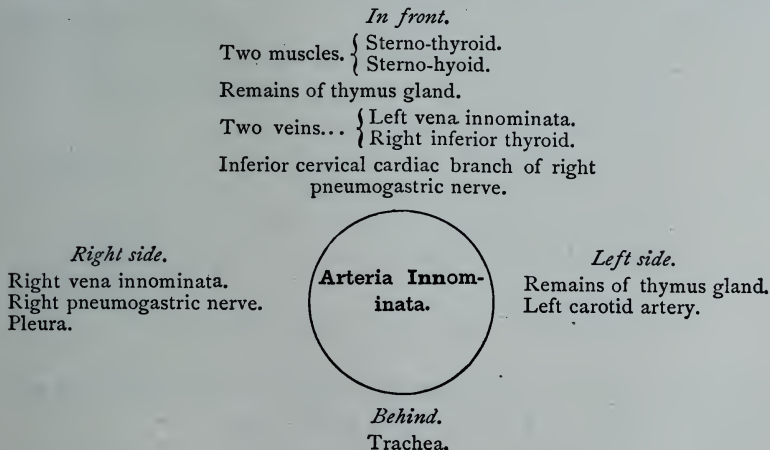 In front.
Two muscles. { Sterno-thyroid.
Sterno-hyoid.
Remains of thymus gland.
Two veins... { Left vena innominata.
Right inferior thyroid.
Inferior cervical cardiac branch of right
pneumogastric nerve.
Right side.
Right vena innominata.
Right pneumogastric nerve.
Pleura.
Arteria Innom-
inata.
Left side.
Remains of thymus gland.
Left carotid artery.
Behind.
Trachea.